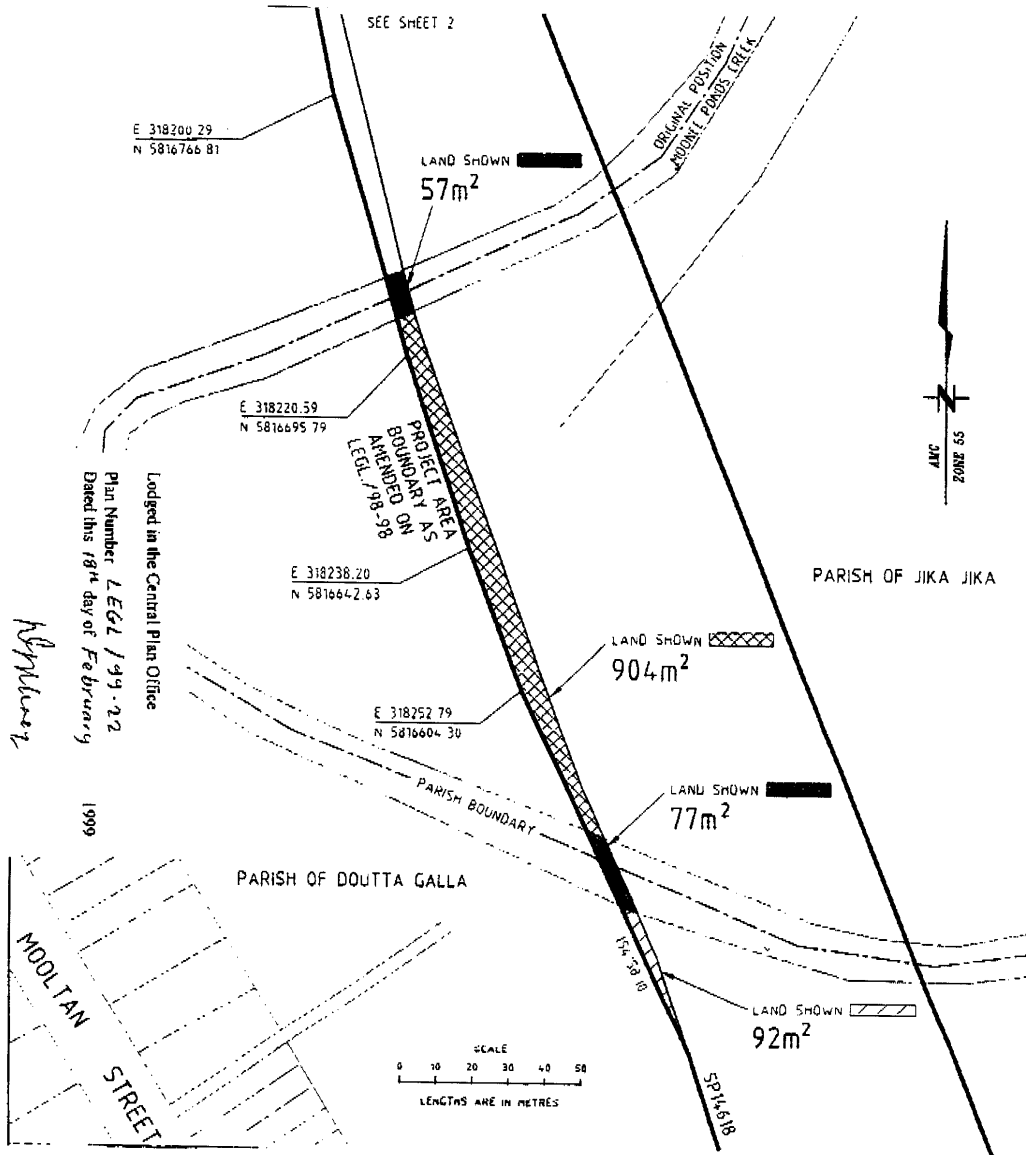 SEE SHEET 2
ORIGINAL POSITION
MOONEE PONDS CREEK
E 318200.29
N 5816766.81
LAND SHOWN
57m²
E 318220.59
N 5816695.79
PROJECT AREA
BOUNDARY AS
AMENDED ON
LEGL./98-98
AMG
ZONE 55
E 318238.20
N 5816642.63
PARISH OF JIKA JIKA
LAND SHOWN
904m²
E 318252.79
N 5816604.30
PARISH BOUNDARY
LAND SHOWN
77m²
Lodged in the Central Plan Office
Plan Number LEGL /99-22
Dated this 18th day of February 1999
PARISH OF DOUTTA GALLA
MOOLTAN
STREET
LAND SHOWN
92m²
SCALE
0 10 20 30 40 50
LENGTHS ARE IN METRES
SP14618